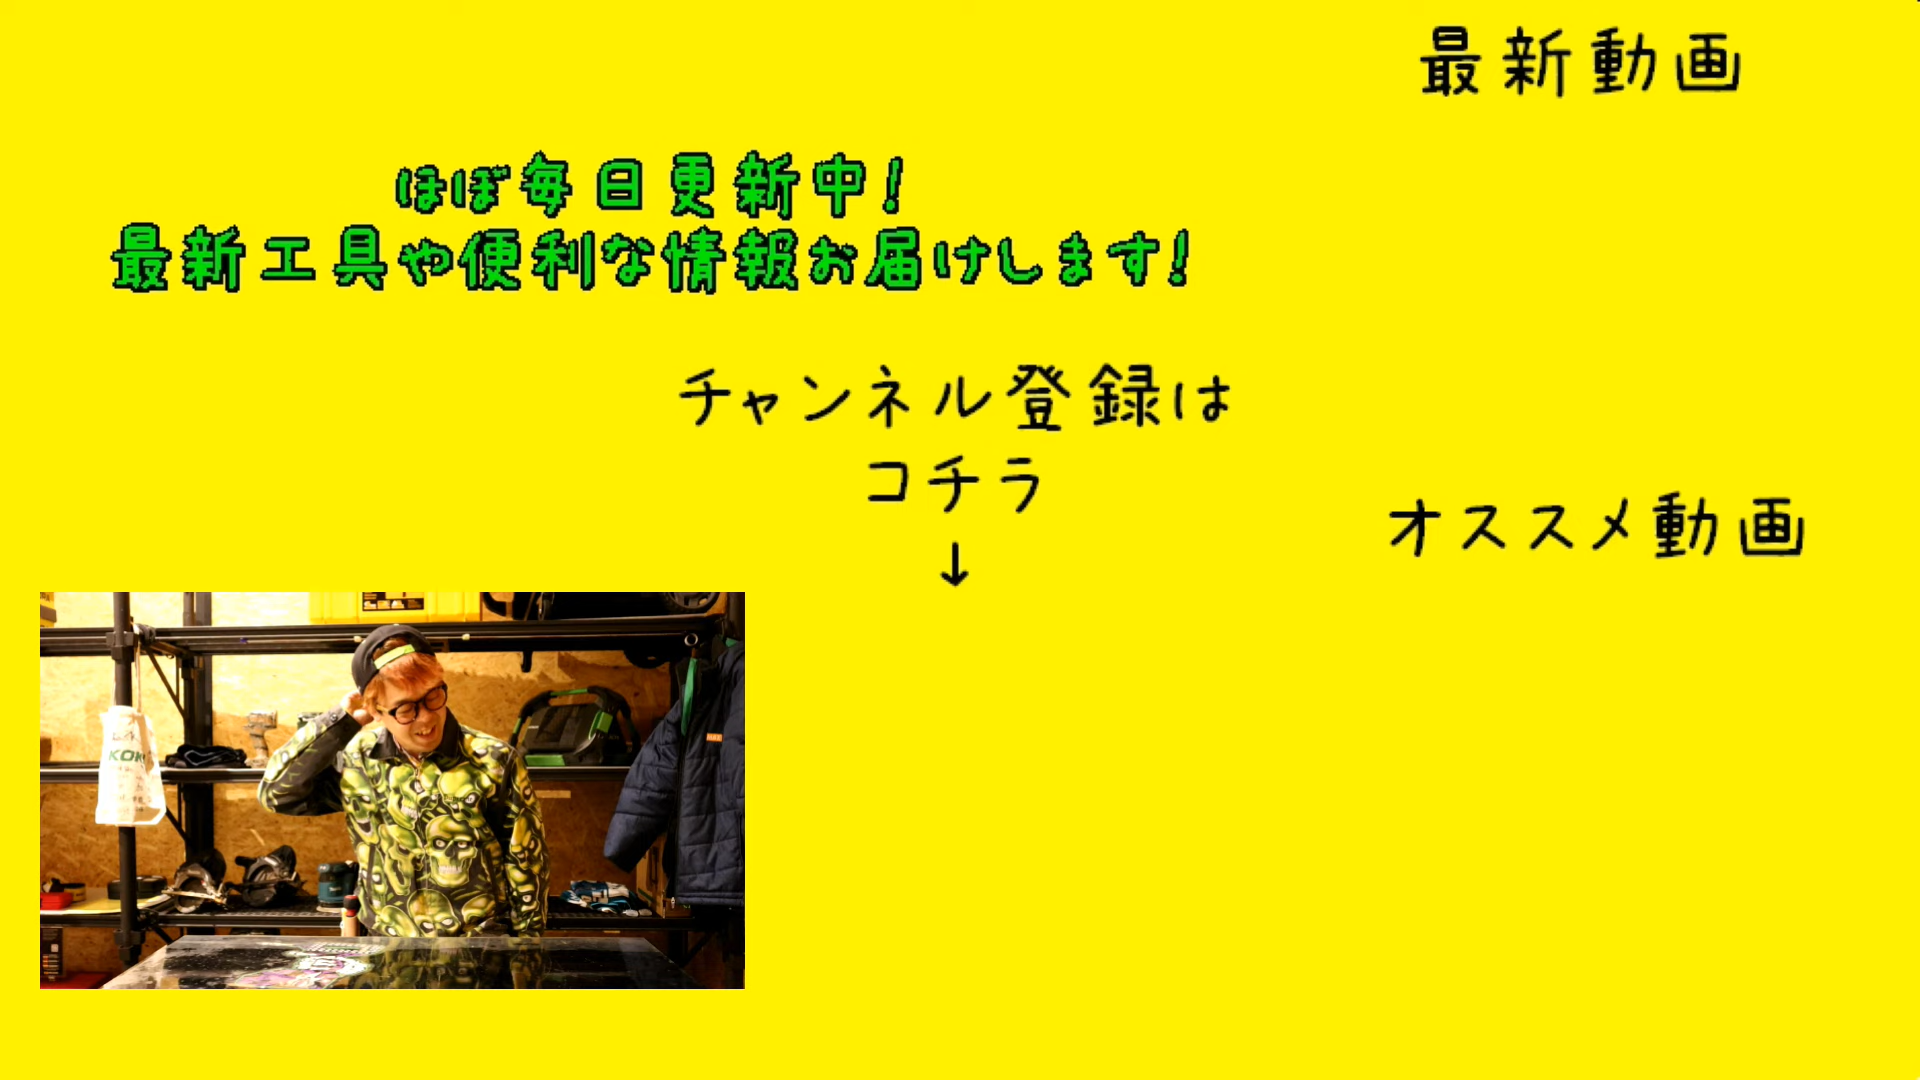 最新動画
ほぼ毎日更新中!
最新工具や便利な情報お届けします!
チャンネル登録は
コチラ
↓
オススメ動画